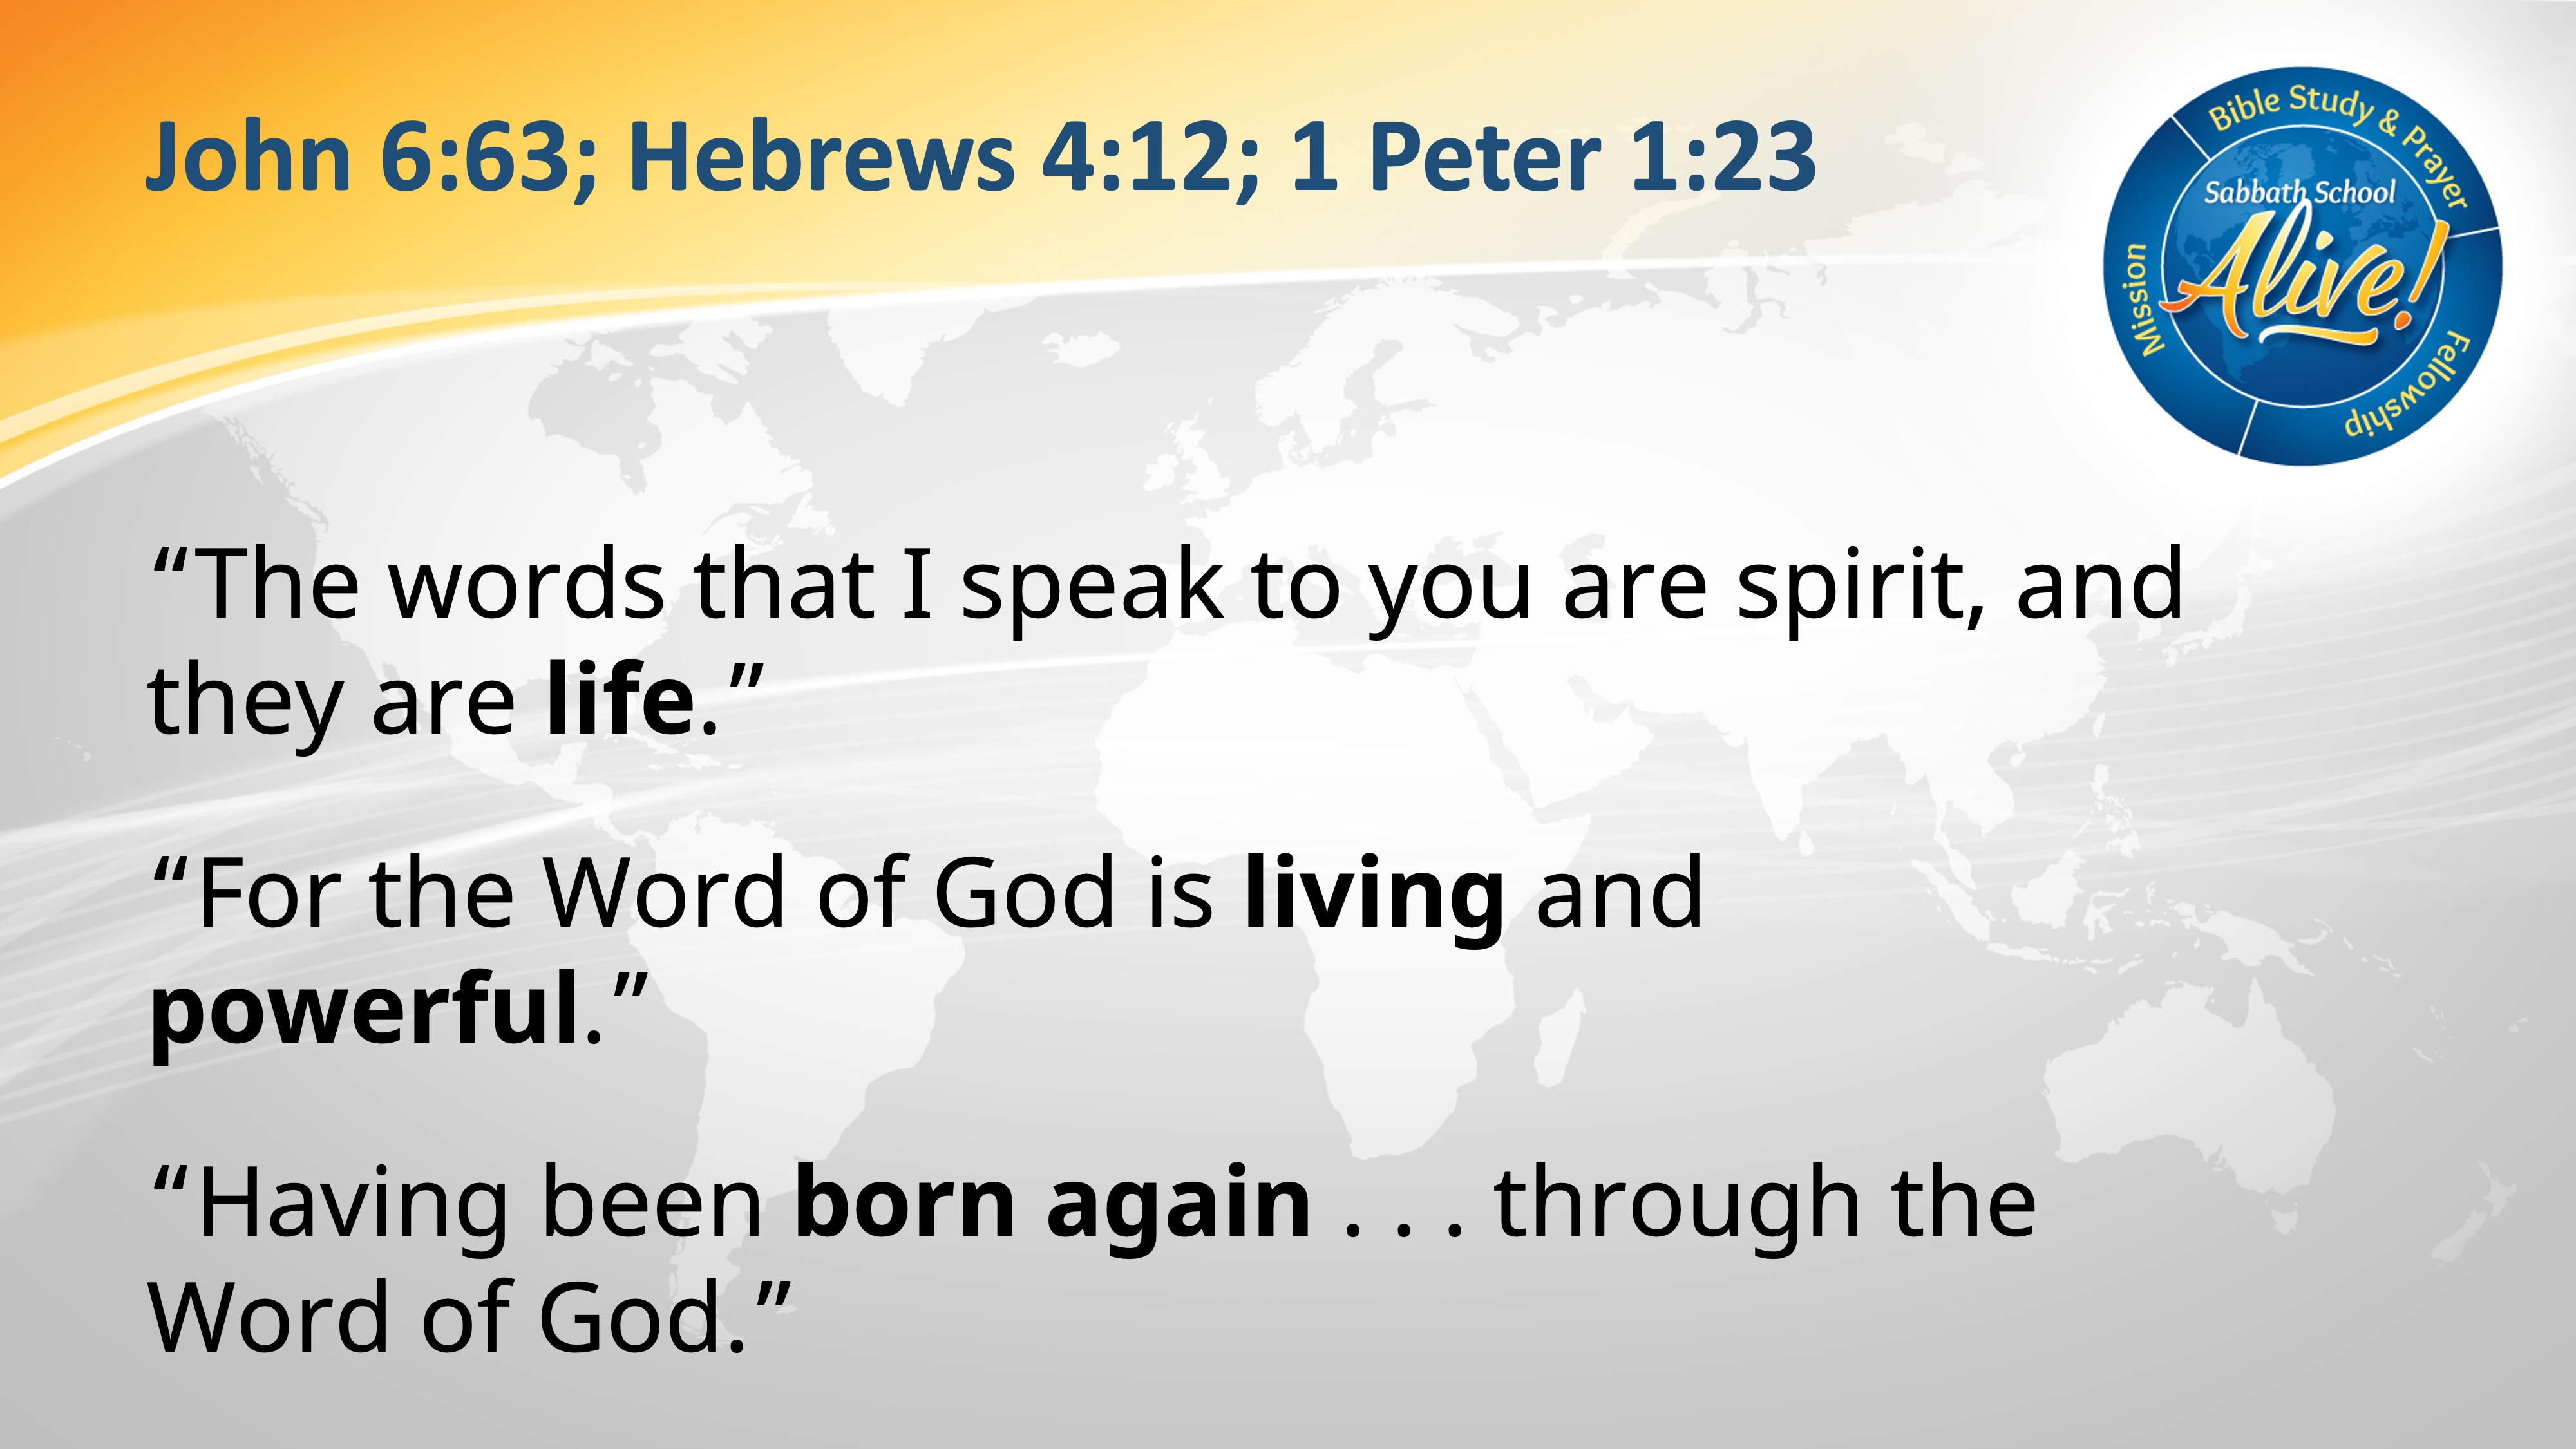 John 6:63; Hebrews 4:12; 1 Peter 1:23
Bible Study & Prayer
Sabbath School
Alive!
Mission
Fellowship
“The words that I speak to you are spirit, and
they are life.”
“For the Word of God is living and
powerful.”
“Having been born again . . . through the
Word of God.”